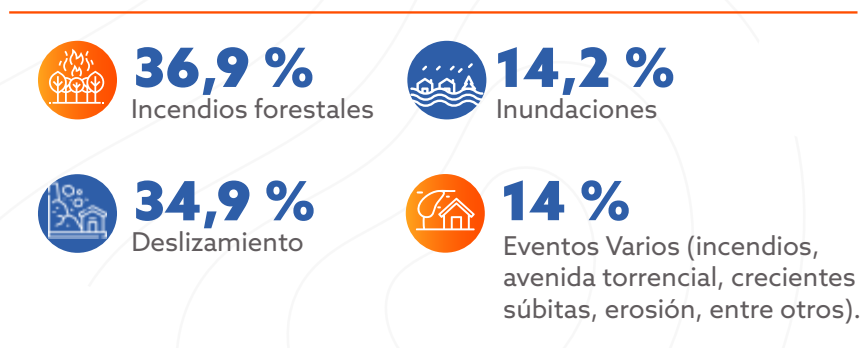 36,9 %
Incendios forestales
14,2 %
Inundaciones
34,9 %
Deslizamiento
14 %
Eventos Varios (incendios,
avenida torrencial, crecientes
súbitas, erosión, entre otros).